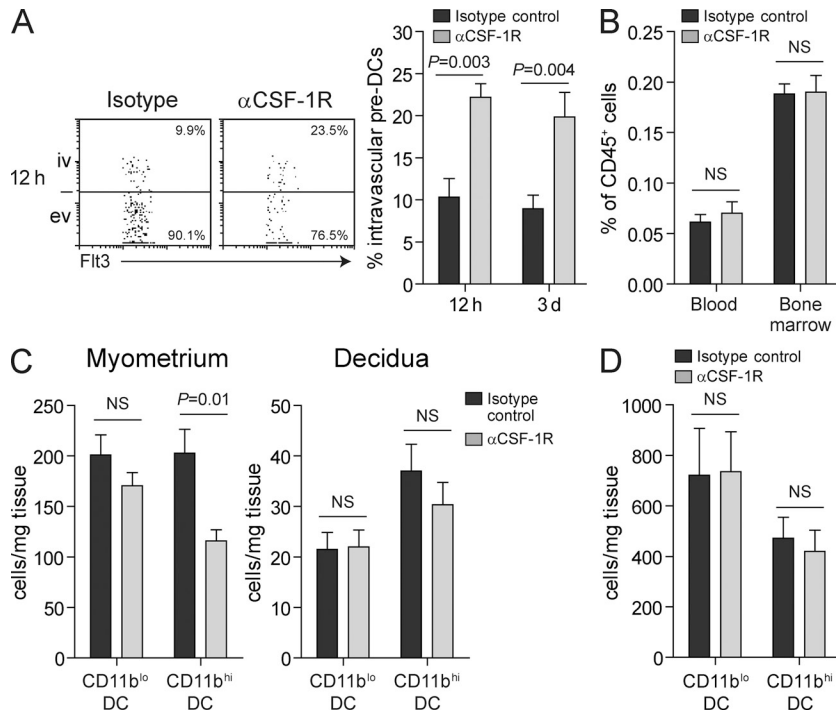 A
Isotype
αCSF-1R
9.9%
23.5%
12 h
iv
ev
90.1%
76.5%
Flt3
Isotype control
αCSF-1R
% intravascular pre-DCs
30
25
20
15
10
5
0
P=0.003
P=0.004
12 h
3 d
B
Isotype control
αCSF-1R
% of CD45⁺ cells
0.25
0.20
0.15
0.10
0.05
0.00
NS
NS
Blood
Bone
marrow
C
Myometrium
cells/mg tissue
250
200
150
100
50
0
NS
P=0.01
CD11bˡᵒ
DC
CD11bʰⁱ
DC
Decidua
Isotype
control
αCSF-1R
cells/mg tissue
50
40
30
20
10
0
NS
NS
CD11bˡᵒ
DC
CD11bʰⁱ
DC
D
Isotype control
αCSF-1R
cells/mg tissue
1000
800
600
400
200
0
NS
NS
CD11bˡᵒ
DC
CD11bʰⁱ
DC